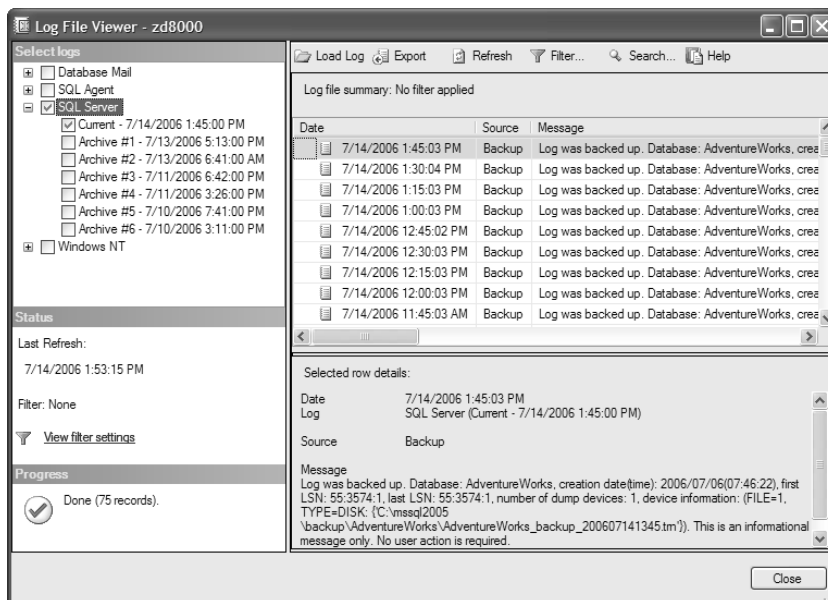 Log File Viewer - zd8000
Select logs
Database Mail
SQL Agent
SQL Server
Current - 7/14/2006 1:45:00 PM
Archive #1 - 7/13/2006 5:13:00 PM
Archive #2 - 7/13/2006 6:41:00 AM
Archive #3 - 7/11/2006 6:42:00 PM
Archive #4 - 7/11/2006 3:26:00 PM
Archive #5 - 7/10/2006 7:41:00 PM
Archive #6 - 7/10/2006 3:11:00 PM
Windows NT
Status
Last Refresh:
7/14/2006 1:53:15 PM
Filter: None
View filter settings
Progress
Done (75 records).
Load Log Export Refresh Filter... Search... Help
Log file summary: No filter applied
Date Source Message
7/14/2006 1:45:03 PM Backup Log was backed up. Database: AdventureWorks, crea
7/14/2006 1:30:04 PM Backup Log was backed up. Database: AdventureWorks, crea
7/14/2006 1:15:03 PM Backup Log was backed up. Database: AdventureWorks, crea
7/14/2006 1:00:03 PM Backup Log was backed up. Database: AdventureWorks, crea
7/14/2006 12:45:02 PM Backup Log was backed up. Database: AdventureWorks, crea
7/14/2006 12:30:03 PM Backup Log was backed up. Database: AdventureWorks, crea
7/14/2006 12:15:03 PM Backup Log was backed up. Database: AdventureWorks, crea
7/14/2006 12:00:03 PM Backup Log was backed up. Database: AdventureWorks, crea
7/14/2006 11:45:03 AM Backup Log was backed up. Database: AdventureWorks, crea
Selected row details:
Date 7/14/2006 1:45:03 PM
Log SQL Server (Current - 7/14/2006 1:45:00 PM)
Source Backup
Message
Log was backed up. Database: AdventureWorks, creation date(time): 2006/07/06(07:46:22), first
LSN: 55:3574:1, last LSN: 55:3574:1, number of dump devices: 1, device information: (FILE=1,
TYPE=DISK: {'C:\mssql2005
\backup\AdventureWorks\AdventureWorks_backup_200607141345.trn'}). This is an informational
message only. No user action is required.
Close